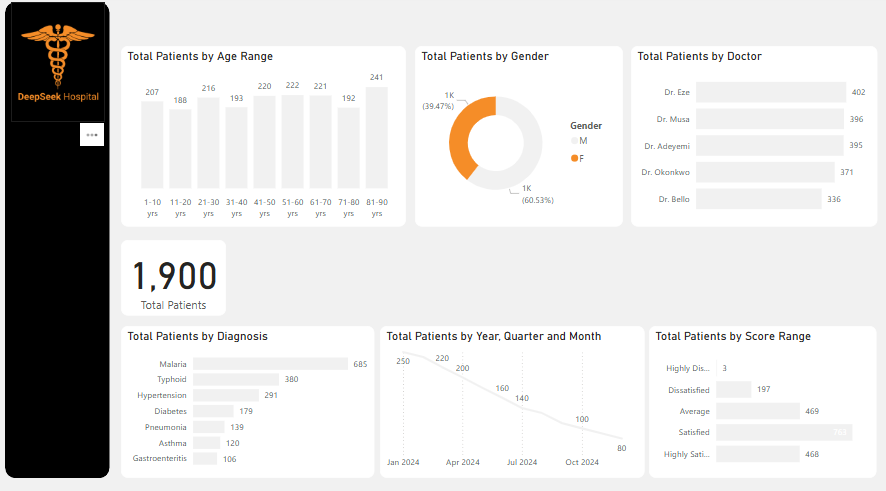 DeepSeek Hospital
Total Patients by Age Range
207
188
216
193
220
222
221
192
241
1-10 yrs
11-20 yrs
21-30 yrs
31-40 yrs
41-50 yrs
51-60 yrs
61-70 yrs
71-80 yrs
81-90 yrs
Total Patients by Gender
1K
(39.47%)
1K
(60.53%)
Gender
M
F
Total Patients by Doctor
Dr. Eze 402
Dr. Musa 396
Dr. Adeyemi 395
Dr. Okonkwo 371
Dr. Bello 336
1,900
Total Patients
Total Patients by Diagnosis
Malaria 685
Typhoid 380
Hypertension 291
Diabetes 179
Pneumonia 139
Asthma 120
Gastroenteritis 106
Total Patients by Year, Quarter and Month
250
220
200
160
140
100
80
Jan 2024
Apr 2024
Jul 2024
Oct 2024
Total Patients by Score Range
Highly Dis... 3
Dissatisfied 197
Average 469
Satisfied 763
Highly Sati... 468